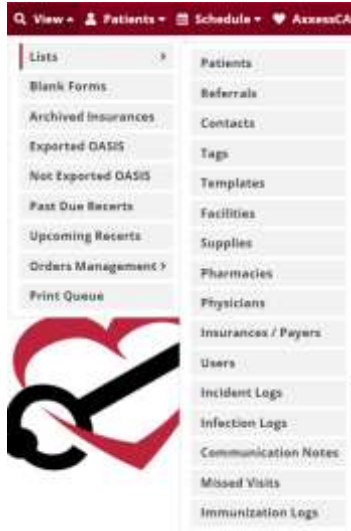 View Patients Schedule AxxessCA
Lists
Blank Forms
Archived Insurances
Exported OASIS
Not Exported OASIS
Past Due Recerts
Upcoming Recerts
Orders Management
Print Queue
Patients
Referrals
Contacts
Tags
Templates
Facilities
Supplies
Pharmacies
Physicians
Insurances / Payers
Users
Incident Logs
Infection Logs
Communication Notes
Missed Visits
Immunization Logs